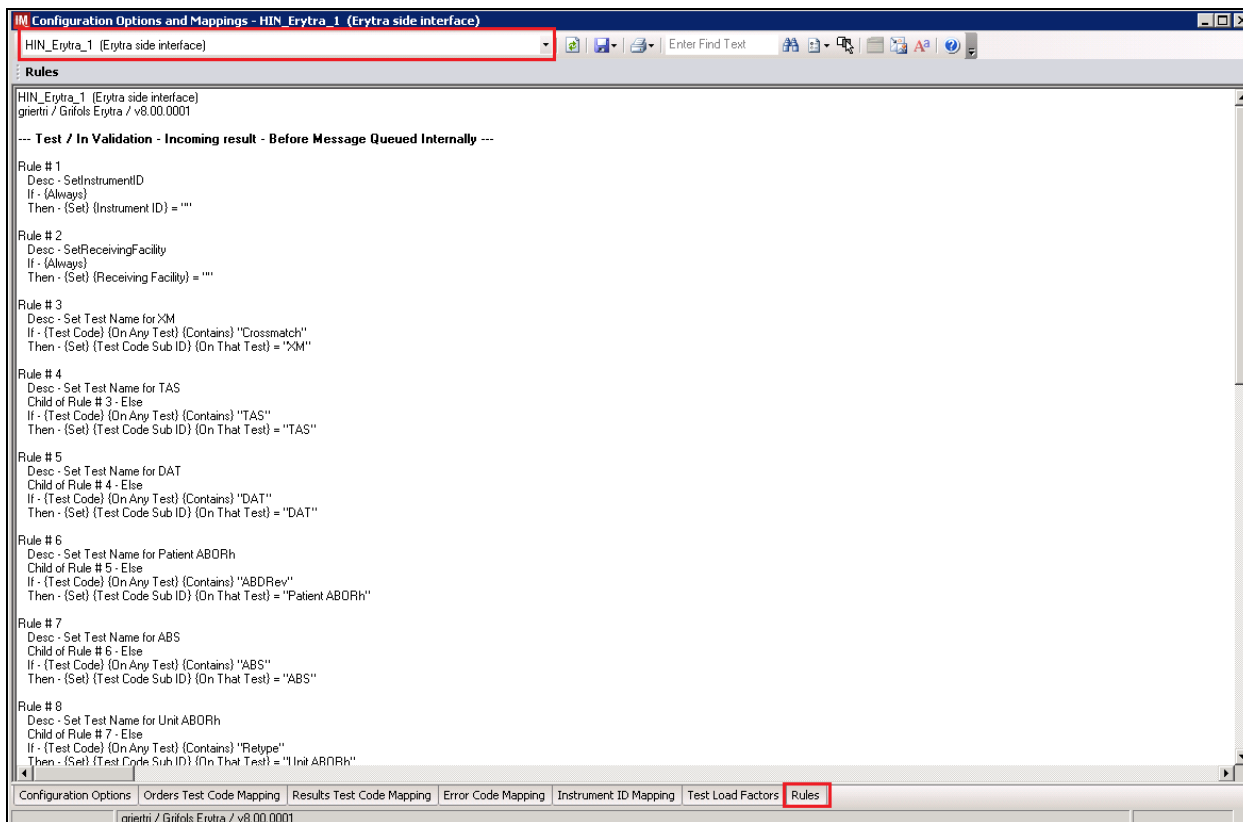 IM Configuration Options and Mappings - HIN_Erytra_1 (Erytra side interface)
HIN_Erytra_1 (Erytra side interface)
Enter Find Text
Rules
HIN_Erytra_1 (Erytra side interface)
griertri / Grifols Erytra / v8.00.0001
--- Test / In Validation - Incoming result - Before Message Queued Internally ---
Rule # 1
Desc - SetInstrumentID
If - {Always}
Then - {Set} {Instrument ID} = ""
Rule # 2
Desc - SetReceivingFacility
If - {Always}
Then - {Set} {Receiving Facility} = ""
Rule # 3
Desc - Set Test Name for XM
If - {Test Code} {On Any Test} {Contains} "Crossmatch"
Then - {Set} {Test Code Sub ID} {On That Test} = "XM"
Rule # 4
Desc - Set Test Name for TAS
Child of Rule # 3 - Else
If - {Test Code} {On Any Test} {Contains} "TAS"
Then - {Set} {Test Code Sub ID} {On That Test} = "TAS"
Rule # 5
Desc - Set Test Name for DAT
Child of Rule # 4 - Else
If - {Test Code} {On Any Test} {Contains} "DAT"
Then - {Set} {Test Code Sub ID} {On That Test} = "DAT"
Rule # 6
Desc - Set Test Name for Patient ABORh
Child of Rule # 5 - Else
If - {Test Code} {On Any Test} {Contains} "ABDRev"
Then - {Set} {Test Code Sub ID} {On That Test} = "Patient ABORh"
Rule # 7
Desc - Set Test Name for ABS
Child of Rule # 6 - Else
If - {Test Code} {On Any Test} {Contains} "ABS"
Then - {Set} {Test Code Sub ID} {On That Test} = "ABS"
Rule # 8
Desc - Set Test Name for Unit ABORh
Child of Rule # 7 - Else
If - {Test Code} {On Any Test} {Contains} "Retype"
Then - {Set} {Test Code Sub ID} {On That Test} = "Unit ABORh"
Configuration Options Orders Test Code Mapping Results Test Code Mapping Error Code Mapping Instrument ID Mapping Test Load Factors Rules
griertri / Grifols Erytra / v8.00.0001